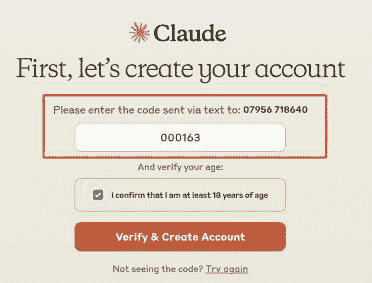 Claude
First, let's create your account
Please enter the code sent via text to: 07956 718640
000163
And verify your age:
I confirm that I am at least 18 years of age
Verify & Create Account
Not seeing the code? Try again